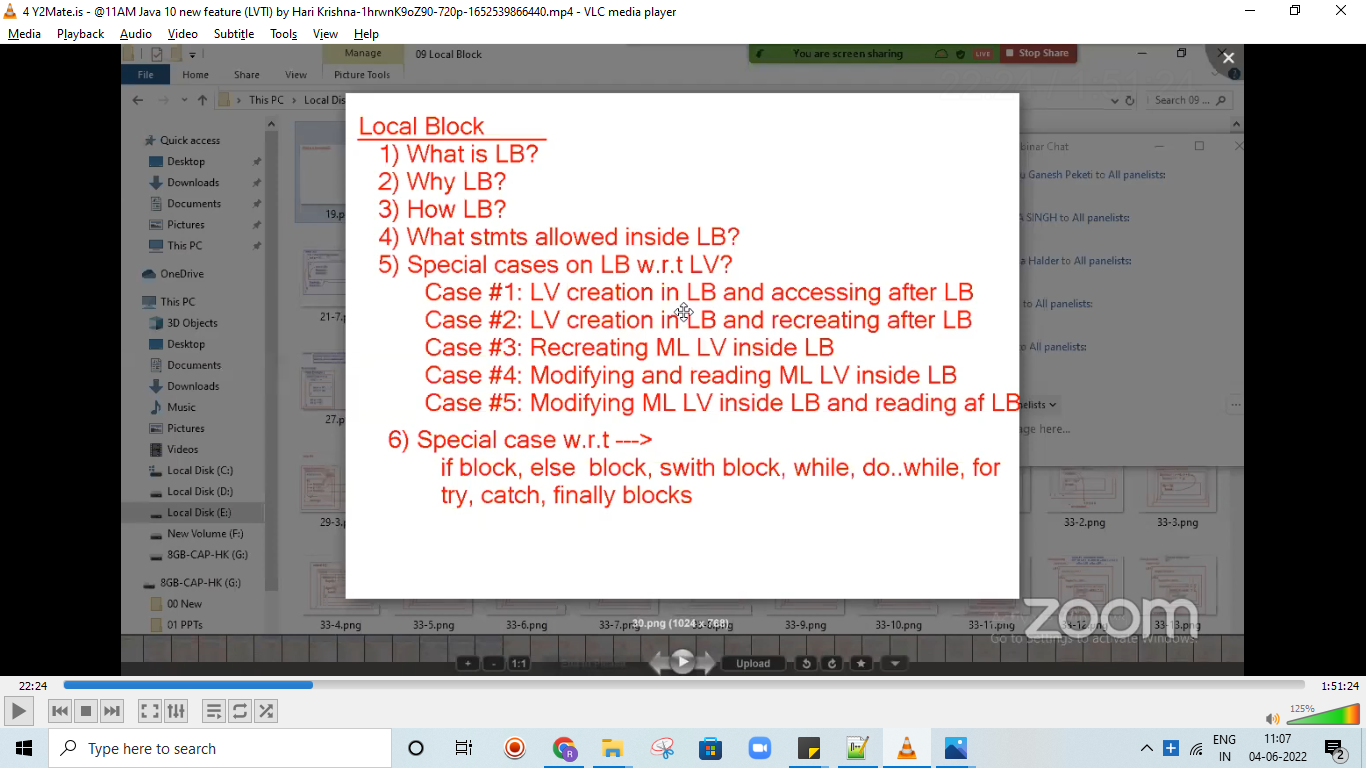 4 Y2Mate.is - @11AM Java 10 new feature (LVTI) by Hari Krishna-1hrwnK9oZ90-720p-1652539866440.mp4 - VLC media player
Media Playback Audio Video Subtitle Tools View Help
Manage
09 Local Block
You are screen sharing LIVE Stop Share
File Home Share View Picture Tools
This PC Local Dis
Search 09 ...
Quick access
Desktop
Downloads
Documents
Pictures
This PC
OneDrive
This PC
3D Objects
Desktop
Documents
Downloads
Music
Pictures
Videos
Local Disk (C:)
Local Disk (D:)
Local Disk (E:)
New Volume (F:)
8GB-CAP-HK (G:)
8GB-CAP-HK (G:)
00 New
01 PPTs
19.p
21-7.p
27.p
29-3.p
Local Block
1) What is LB?
2) Why LB?
3) How LB?
4) What stmts allowed inside LB?
5) Special cases on LB w.r.t LV?
Case #1: LV creation in LB and accessing after LB
Case #2: LV creation in LB and recreating after LB
Case #3: Recreating ML LV inside LB
Case #4: Modifying and reading ML LV inside LB
Case #5: Modifying ML LV inside LB and reading af LB
6) Special case w.r.t --->
if block, else block, swith block, while, do..while, for
try, catch, finally blocks
binar Chat
u Ganesh Peketi to All panelists:
A SINGH to All panelists:
a Halder to All panelists:
to All panelists:
o All panelists:
nelists
age here...
33-2.png 33-3.png
33-4.png 33-5.png 33-6.png 33-7.png 33-8.png 33-9.png 33-10.png 33-11.png 33-12.png 33-13.png
30.png (1024 x 768)
zoom
Go to Settings to activate Windows.
+ - 1:1 Upload
22:24 1:51:24
125%
Type here to search
ENG
IN
11:07
04-06-2022
2